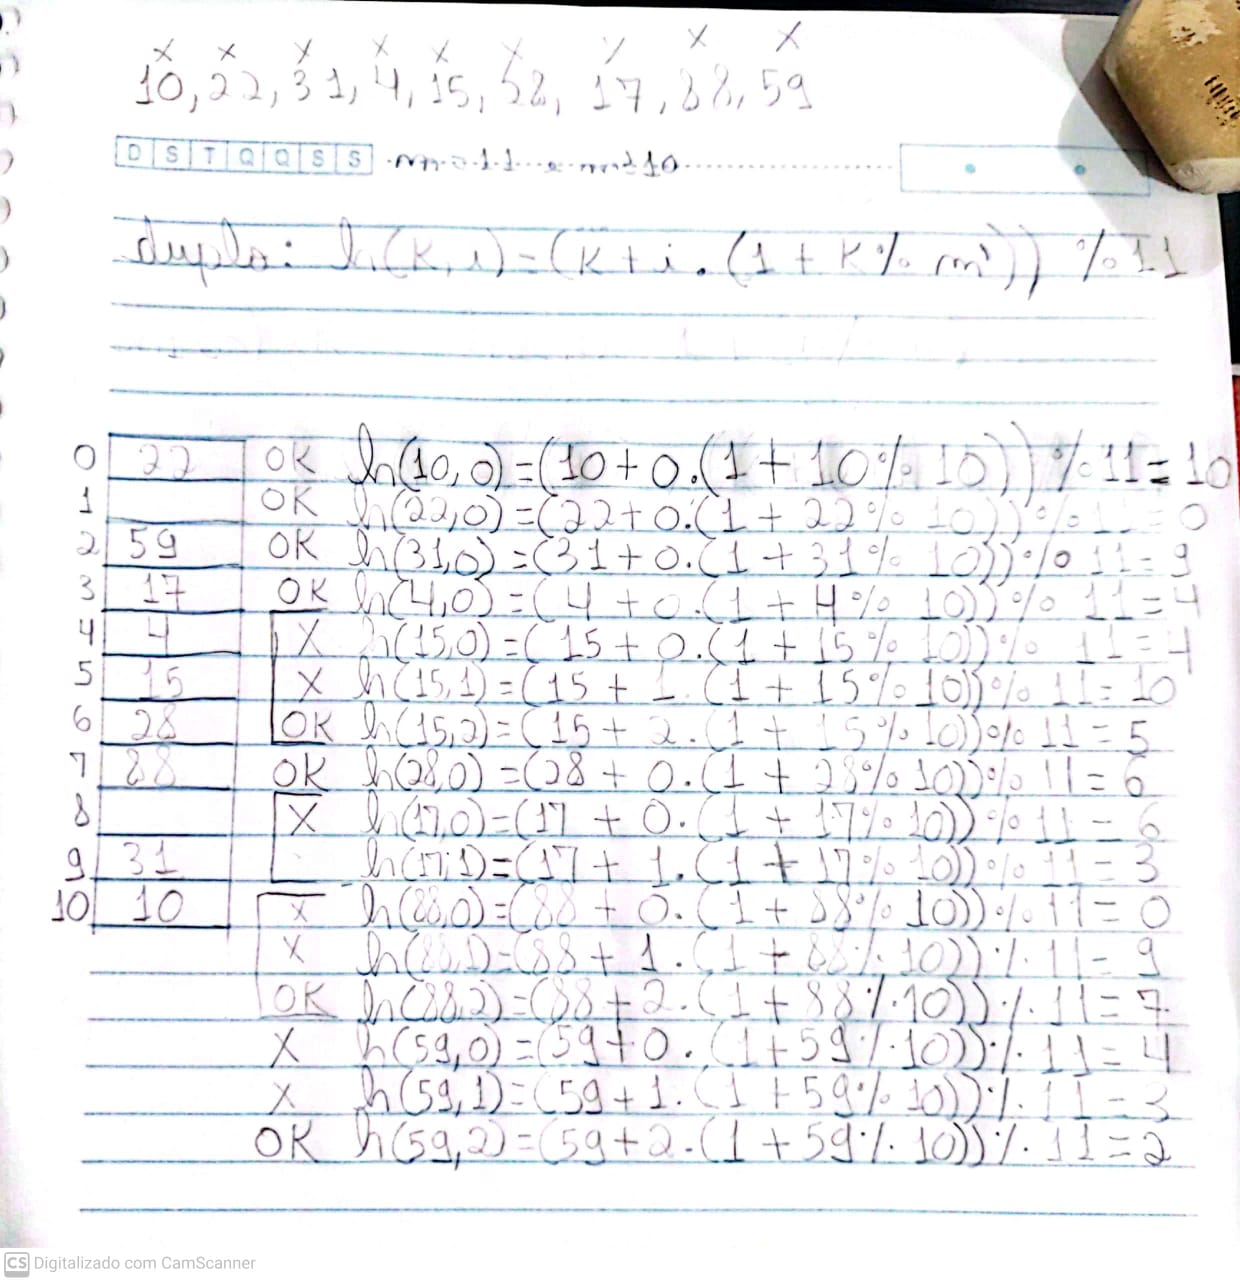 x x x x x x x x x
10, 22, 31, 4, 15, 28, 17, 88, 59
D S T Q Q S S m=11 e m'=10
duplo: h(k,i)=(k+i.(1+k% m')) %11
0 22 OK h(10,0)=(10+0.(1+10%10))%11=10
1 OK h(22,0)=(22+0.(1+22%10))%11=0
2 59 OK h(31,0)=(31+0.(1+31%10))%11=9
3 17 OK h(4,0)=(4+0.(1+4%10))%11=4
4 4 X h(15,0)=(15+0.(1+15%10))%11=4
5 15 X h(15,1)=(15+1.(1+15%10))%11=10
6 28 OK h(15,2)=(15+2.(1+15%10))%11=5
7 88 OK h(28,0)=(28+0.(1+28%10))%11=6
8 X h(17,0)=(17+0.(1+17%10))%11=6
9 31 h(17,1)=(17+1.(1+17%10))%11=3
10 10 X h(88,0)=(88+0.(1+88%10))%11=0
X h(88,1)=(88+1.(1+88%10))%11=9
OK h(88,2)=(88+2.(1+88%10))%11=7
X h(59,0)=(59+0.(1+59%10))%11=4
X h(59,1)=(59+1.(1+59%10))%11=3
OK h(59,2)=(59+2.(1+59%10))%11=2
CS Digitalizado com CamScanner